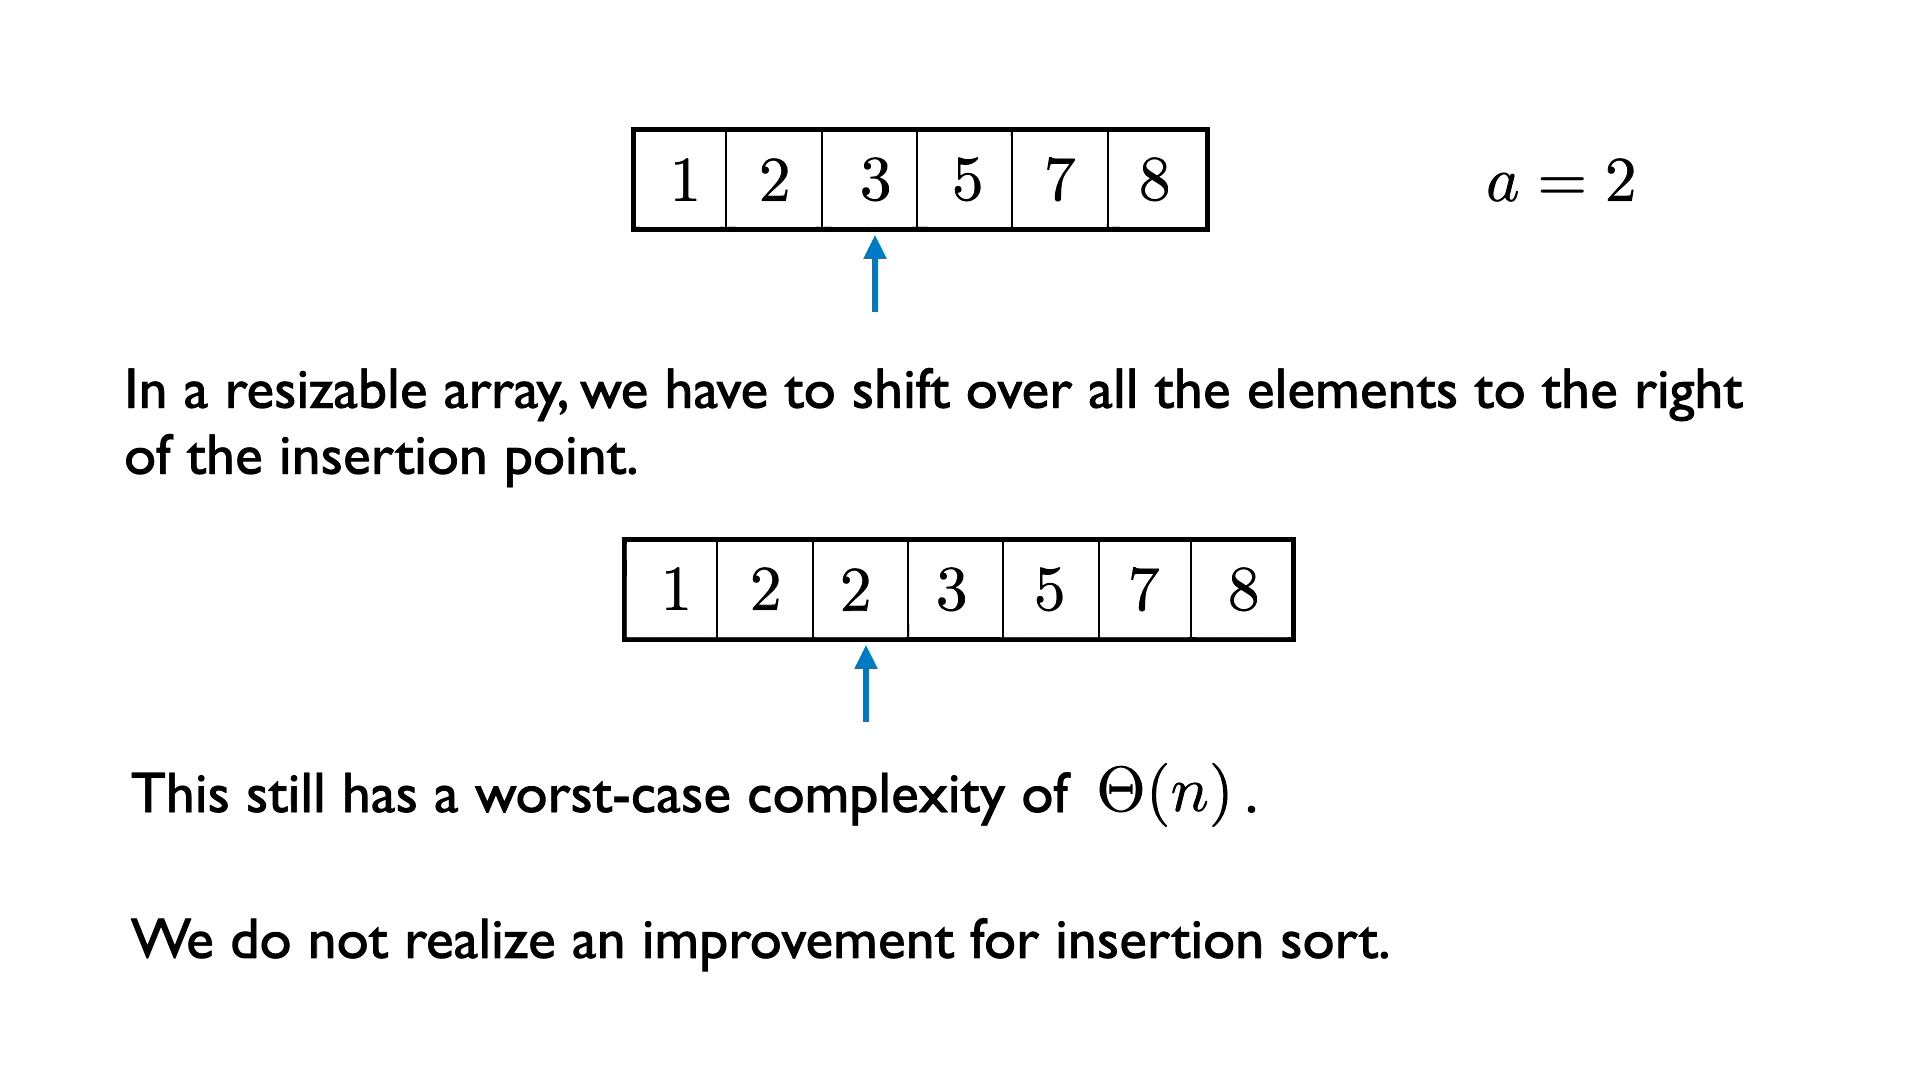 1 2 3 5 7 8 a = 2
In a resizable array, we have to shift over all the elements to the right
of the insertion point.
1 2 2 3 5 7 8
This still has a worst-case complexity of Θ(n) .
We do not realize an improvement for insertion sort.